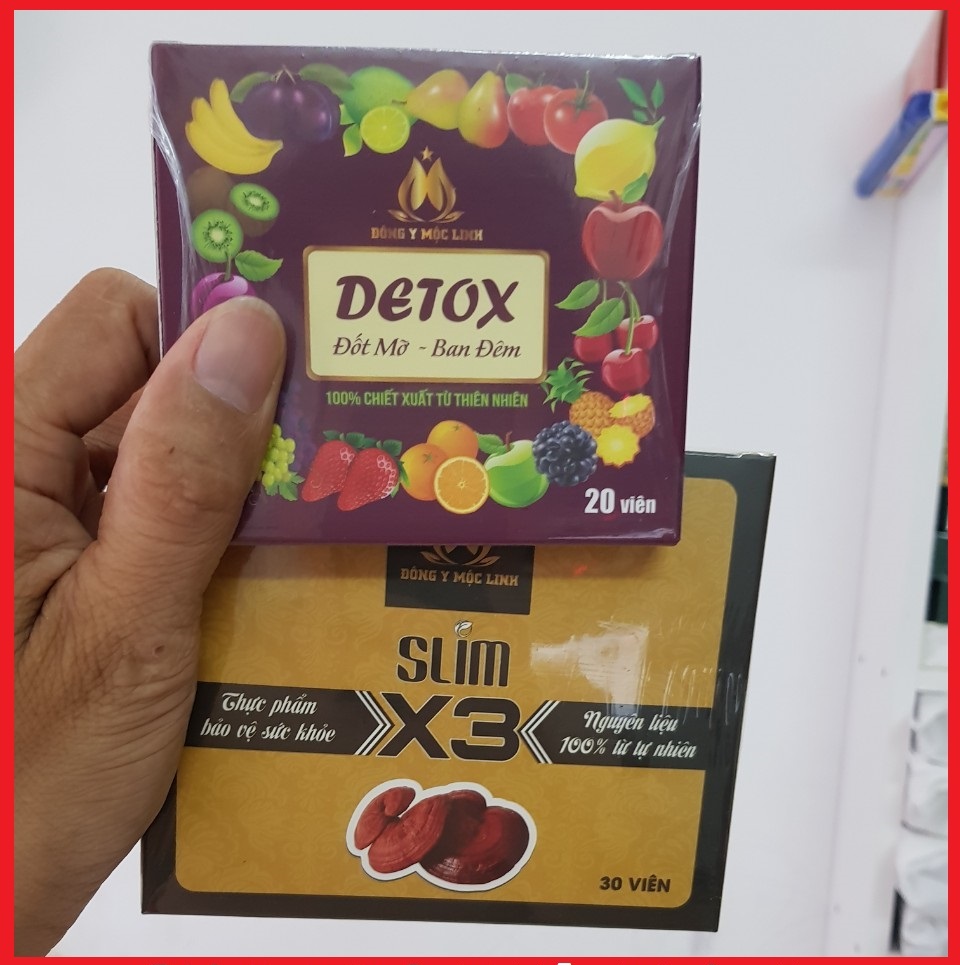 ĐÔNG Y MỘC LINH
DETOX
Đốt Mỡ - Ban Đêm
100% CHIẾT XUẤT TỪ THIÊN NHIÊN
20 viên
ĐÔNG Y MỘC LINH
SLIM
X3
Thực phẩm
bảo vệ sức khỏe
Nguyên liệu
100% từ tự nhiên
30 VIÊN